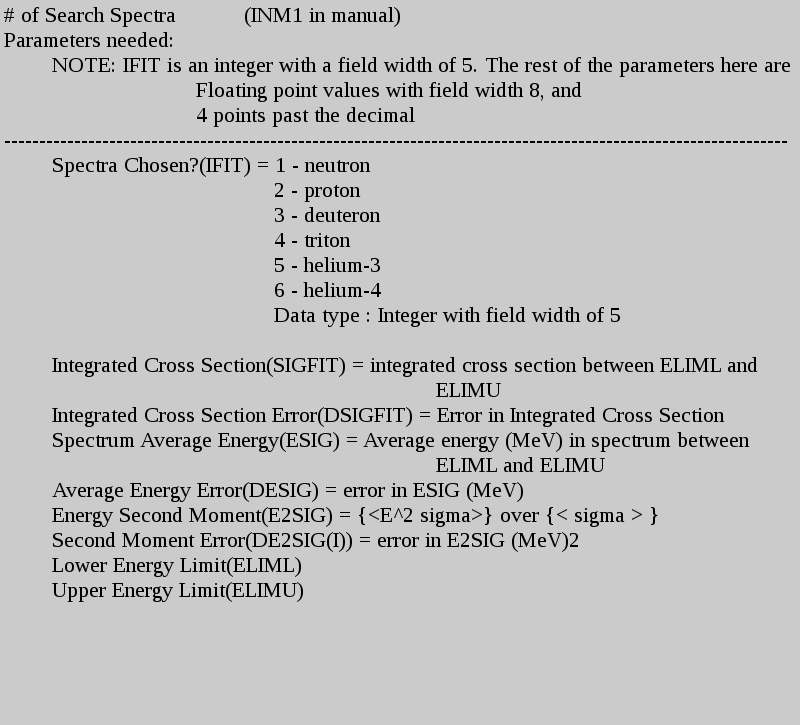 # of Search Spectra (INM1 in manual)
Parameters needed:
NOTE: IFIT is an integer with a field width of 5. The rest of the parameters here are
Floating point values with field width 8, and
4 points past the decimal
--------------------------------------------------------------------------------------------------------------
Spectra Chosen?(IFIT) = 1 - neutron
2 - proton
3 - deuteron
4 - triton
5 - helium-3
6 - helium-4
Data type : Integer with field width of 5
Integrated Cross Section(SIGFIT) = integrated cross section between ELIML and
ELIMU
Integrated Cross Section Error(DSIGFIT) = Error in Integrated Cross Section
Spectrum Average Energy(ESIG) = Average energy (MeV) in spectrum between
ELIML and ELIMU
Average Energy Error(DESIG) = error in ESIG (MeV)
Energy Second Moment(E2SIG) = {<E^2 sigma>} over {< sigma > }
Second Moment Error(DE2SIG(I)) = error in E2SIG (MeV)2
Lower Energy Limit(ELIML)
Upper Energy Limit(ELIMU)